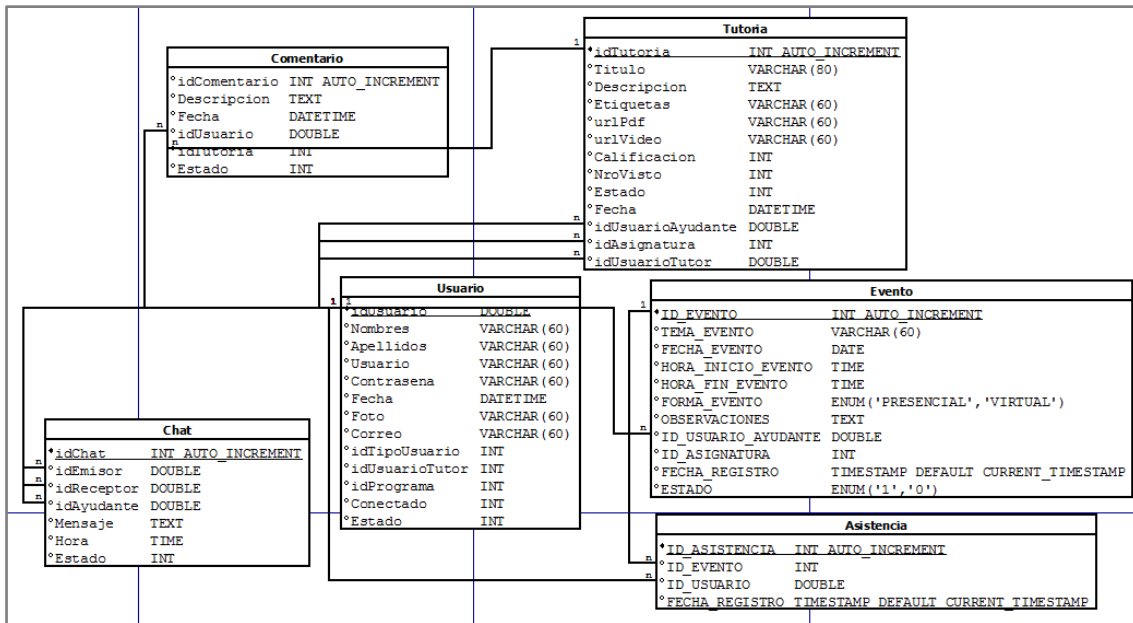 Comentario
idComentario INT AUTO_INCREMENT
Descripcion TEXT
Fecha DATETIME
n
idUsuario DOUBLE
n
idTutoria INT
Estado INT
Tutoria
1
idTutoria INT AUTO_INCREMENT
Titulo VARCHAR(80)
Descripcion TEXT
Etiquetas VARCHAR(60)
urlPdf VARCHAR(60)
urlVideo VARCHAR(60)
Calificacion INT
NroVisto INT
Estado INT
Fecha DATETIME
n
idUsuarioAyudante DOUBLE
n
idAsignatura INT
n
idUsuarioTutor DOUBLE
Usuario
1 1
idUsuario DOUBLE
Nombres VARCHAR(60)
Apellidos VARCHAR(60)
Usuario VARCHAR(60)
Contrasena VARCHAR(60)
Fecha DATETIME
Foto VARCHAR(60)
Correo VARCHAR(60)
idTipoUsuario INT
idUsuarioTutor INT
idPrograma INT
Conectado INT
Estado INT
Evento
1
ID_EVENTO INT AUTO_INCREMENT
TEMA_EVENTO VARCHAR(60)
FECHA_EVENTO DATE
HORA_INICIO_EVENTO TIME
HORA_FIN_EVENTO TIME
FORMA_EVENTO ENUM('PRESENCIAL','VIRTUAL')
OBSERVACIONES TEXT
n
ID_USUARIO_AYUDANTE DOUBLE
ID_ASIGNATURA INT
FECHA_REGISTRO TIMESTAMP DEFAULT CURRENT_TIMESTAMP
ESTADO ENUM('1','0')
Chat
idChat INT AUTO_INCREMENT
n
idEmisor DOUBLE
n
idReceptor DOUBLE
n
idAyudante DOUBLE
Mensaje TEXT
Hora TIME
Estado INT
Asistencia
ID_ASISTENCIA INT AUTO_INCREMENT
n
ID_EVENTO INT
n
ID_USUARIO DOUBLE
FECHA_REGISTRO TIMESTAMP DEFAULT CURRENT_TIMESTAMP